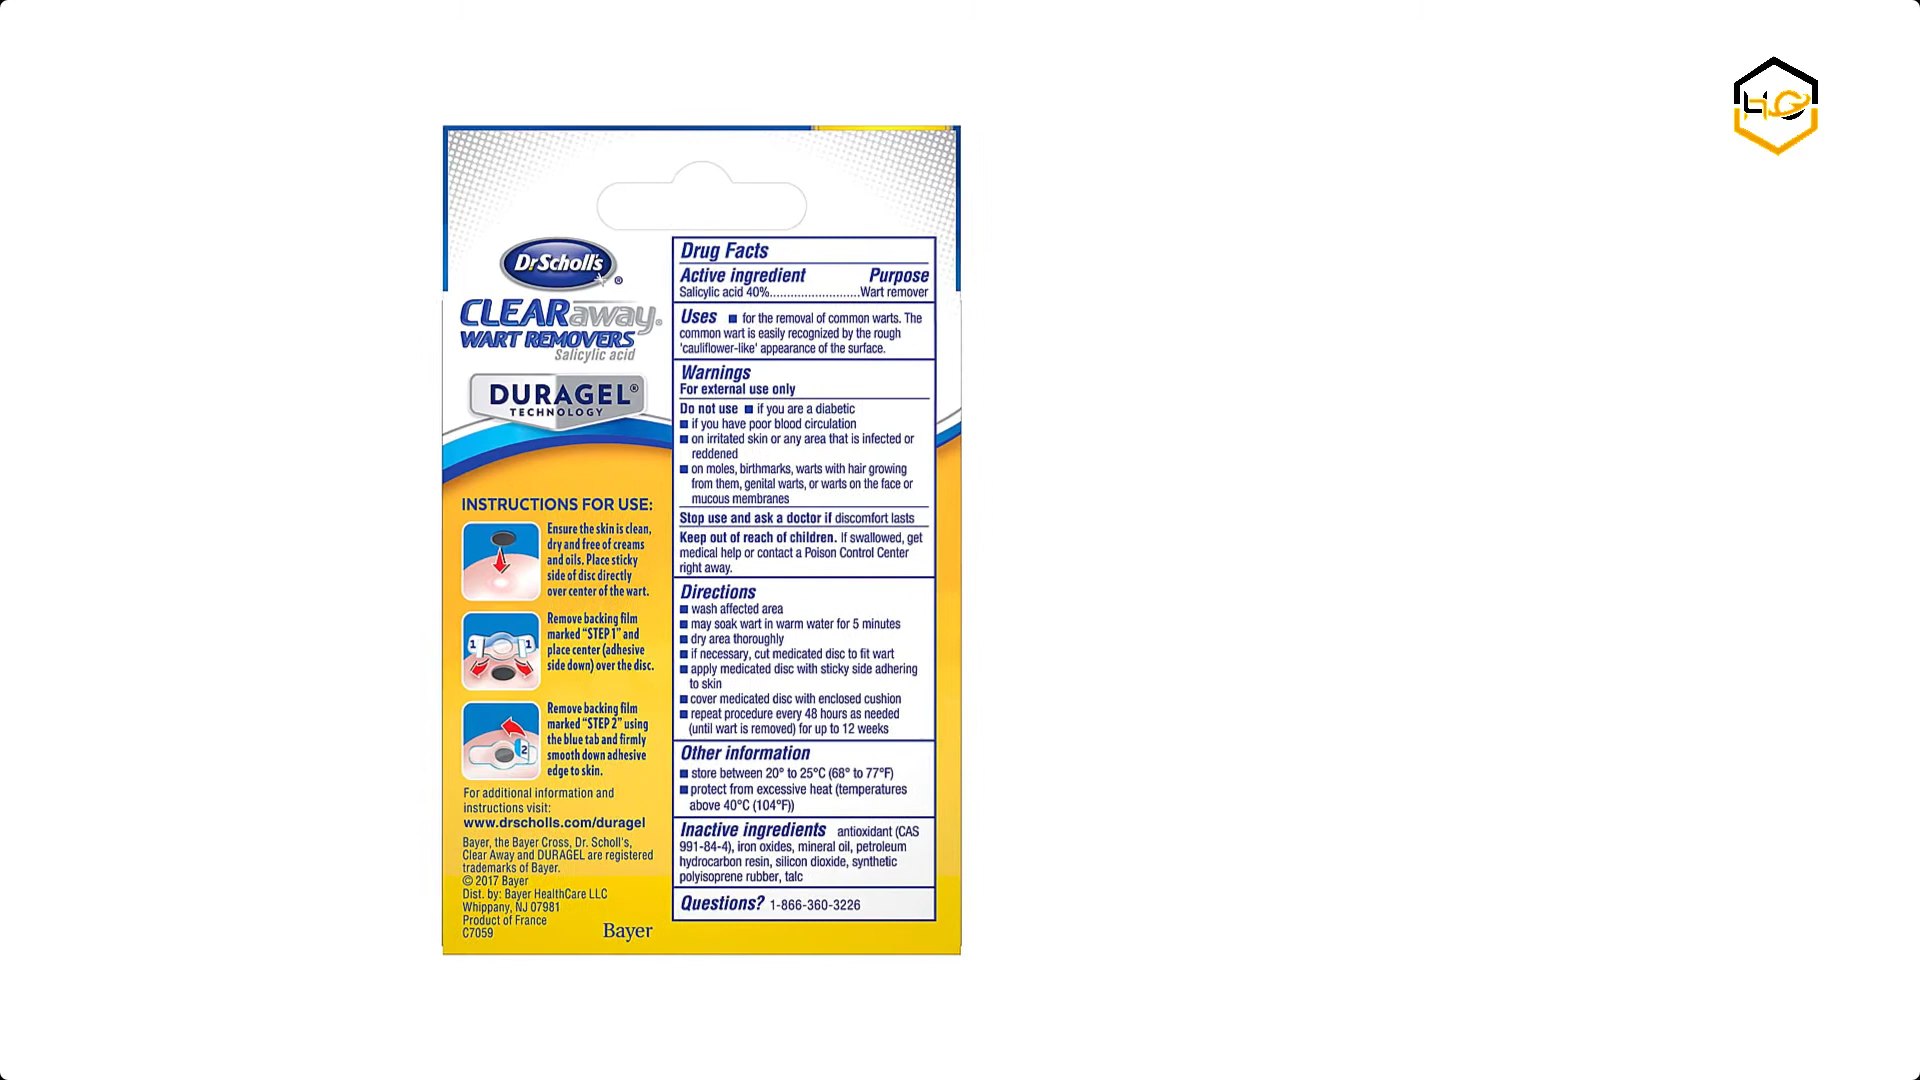 DrScholl's®
CLEARaway®
WART REMOVERS
Salicylic acid
DURAGEL®
TECHNOLOGY
INSTRUCTIONS FOR USE:
Ensure the skin is clean,
dry and free of creams
and oils. Place sticky
side of disc directly
over center of the wart.
1 1
Remove backing film
marked “STEP 1” and
place center (adhesive
side down) over the disc.
2
Remove backing film
marked “STEP 2” using
the blue tab and firmly
smooth down adhesive
edge to skin.
For additional information and
instructions visit:
www.drscholls.com/duragel
Bayer, the Bayer Cross, Dr. Scholl's,
Clear Away and DURAGEL are registered
trademarks of Bayer.
© 2017 Bayer
Dist. by: Bayer HealthCare LLC
Whippany, NJ 07981
Product of France
C7059
Bayer
Drug Facts
Active ingredient Purpose
Salicylic acid 40%..........................Wart remover
Uses ■ for the removal of common warts. The
common wart is easily recognized by the rough
'cauliflower-like' appearance of the surface.
Warnings
For external use only
Do not use ■ if you are a diabetic
■ if you have poor blood circulation
■ on irritated skin or any area that is infected or
reddened
■ on moles, birthmarks, warts with hair growing
from them, genital warts, or warts on the face or
mucous membranes
Stop use and ask a doctor if discomfort lasts
Keep out of reach of children. If swallowed, get
medical help or contact a Poison Control Center
right away.
Directions
■ wash affected area
■ may soak wart in warm water for 5 minutes
■ dry area thoroughly
■ if necessary, cut medicated disc to fit wart
■ apply medicated disc with sticky side adhering
to skin
■ cover medicated disc with enclosed cushion
■ repeat procedure every 48 hours as needed
(until wart is removed) for up to 12 weeks
Other information
■ store between 20° to 25°C (68° to 77°F)
■ protect from excessive heat (temperatures
above 40°C (104°F))
Inactive ingredients antioxidant (CAS
991-84-4), iron oxides, mineral oil, petroleum
hydrocarbon resin, silicon dioxide, synthetic
polyisoprene rubber, talc
Questions? 1-866-360-3226